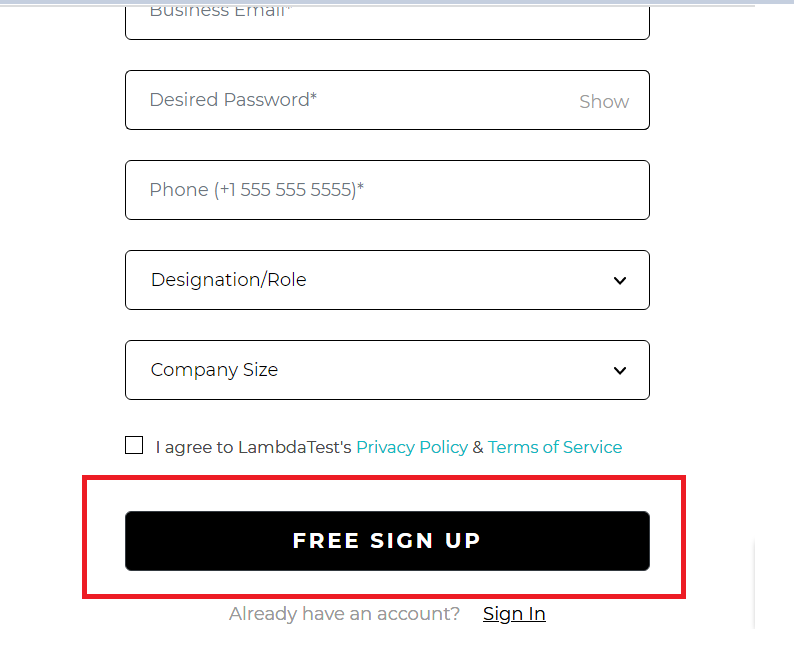 Business Email*
Desired Password*
Show
Phone (+1 555 555 5555)*
Designation/Role
Company Size
I agree to LambdaTest's Privacy Policy & Terms of Service
FREE SIGN UP
Already have an account? Sign In